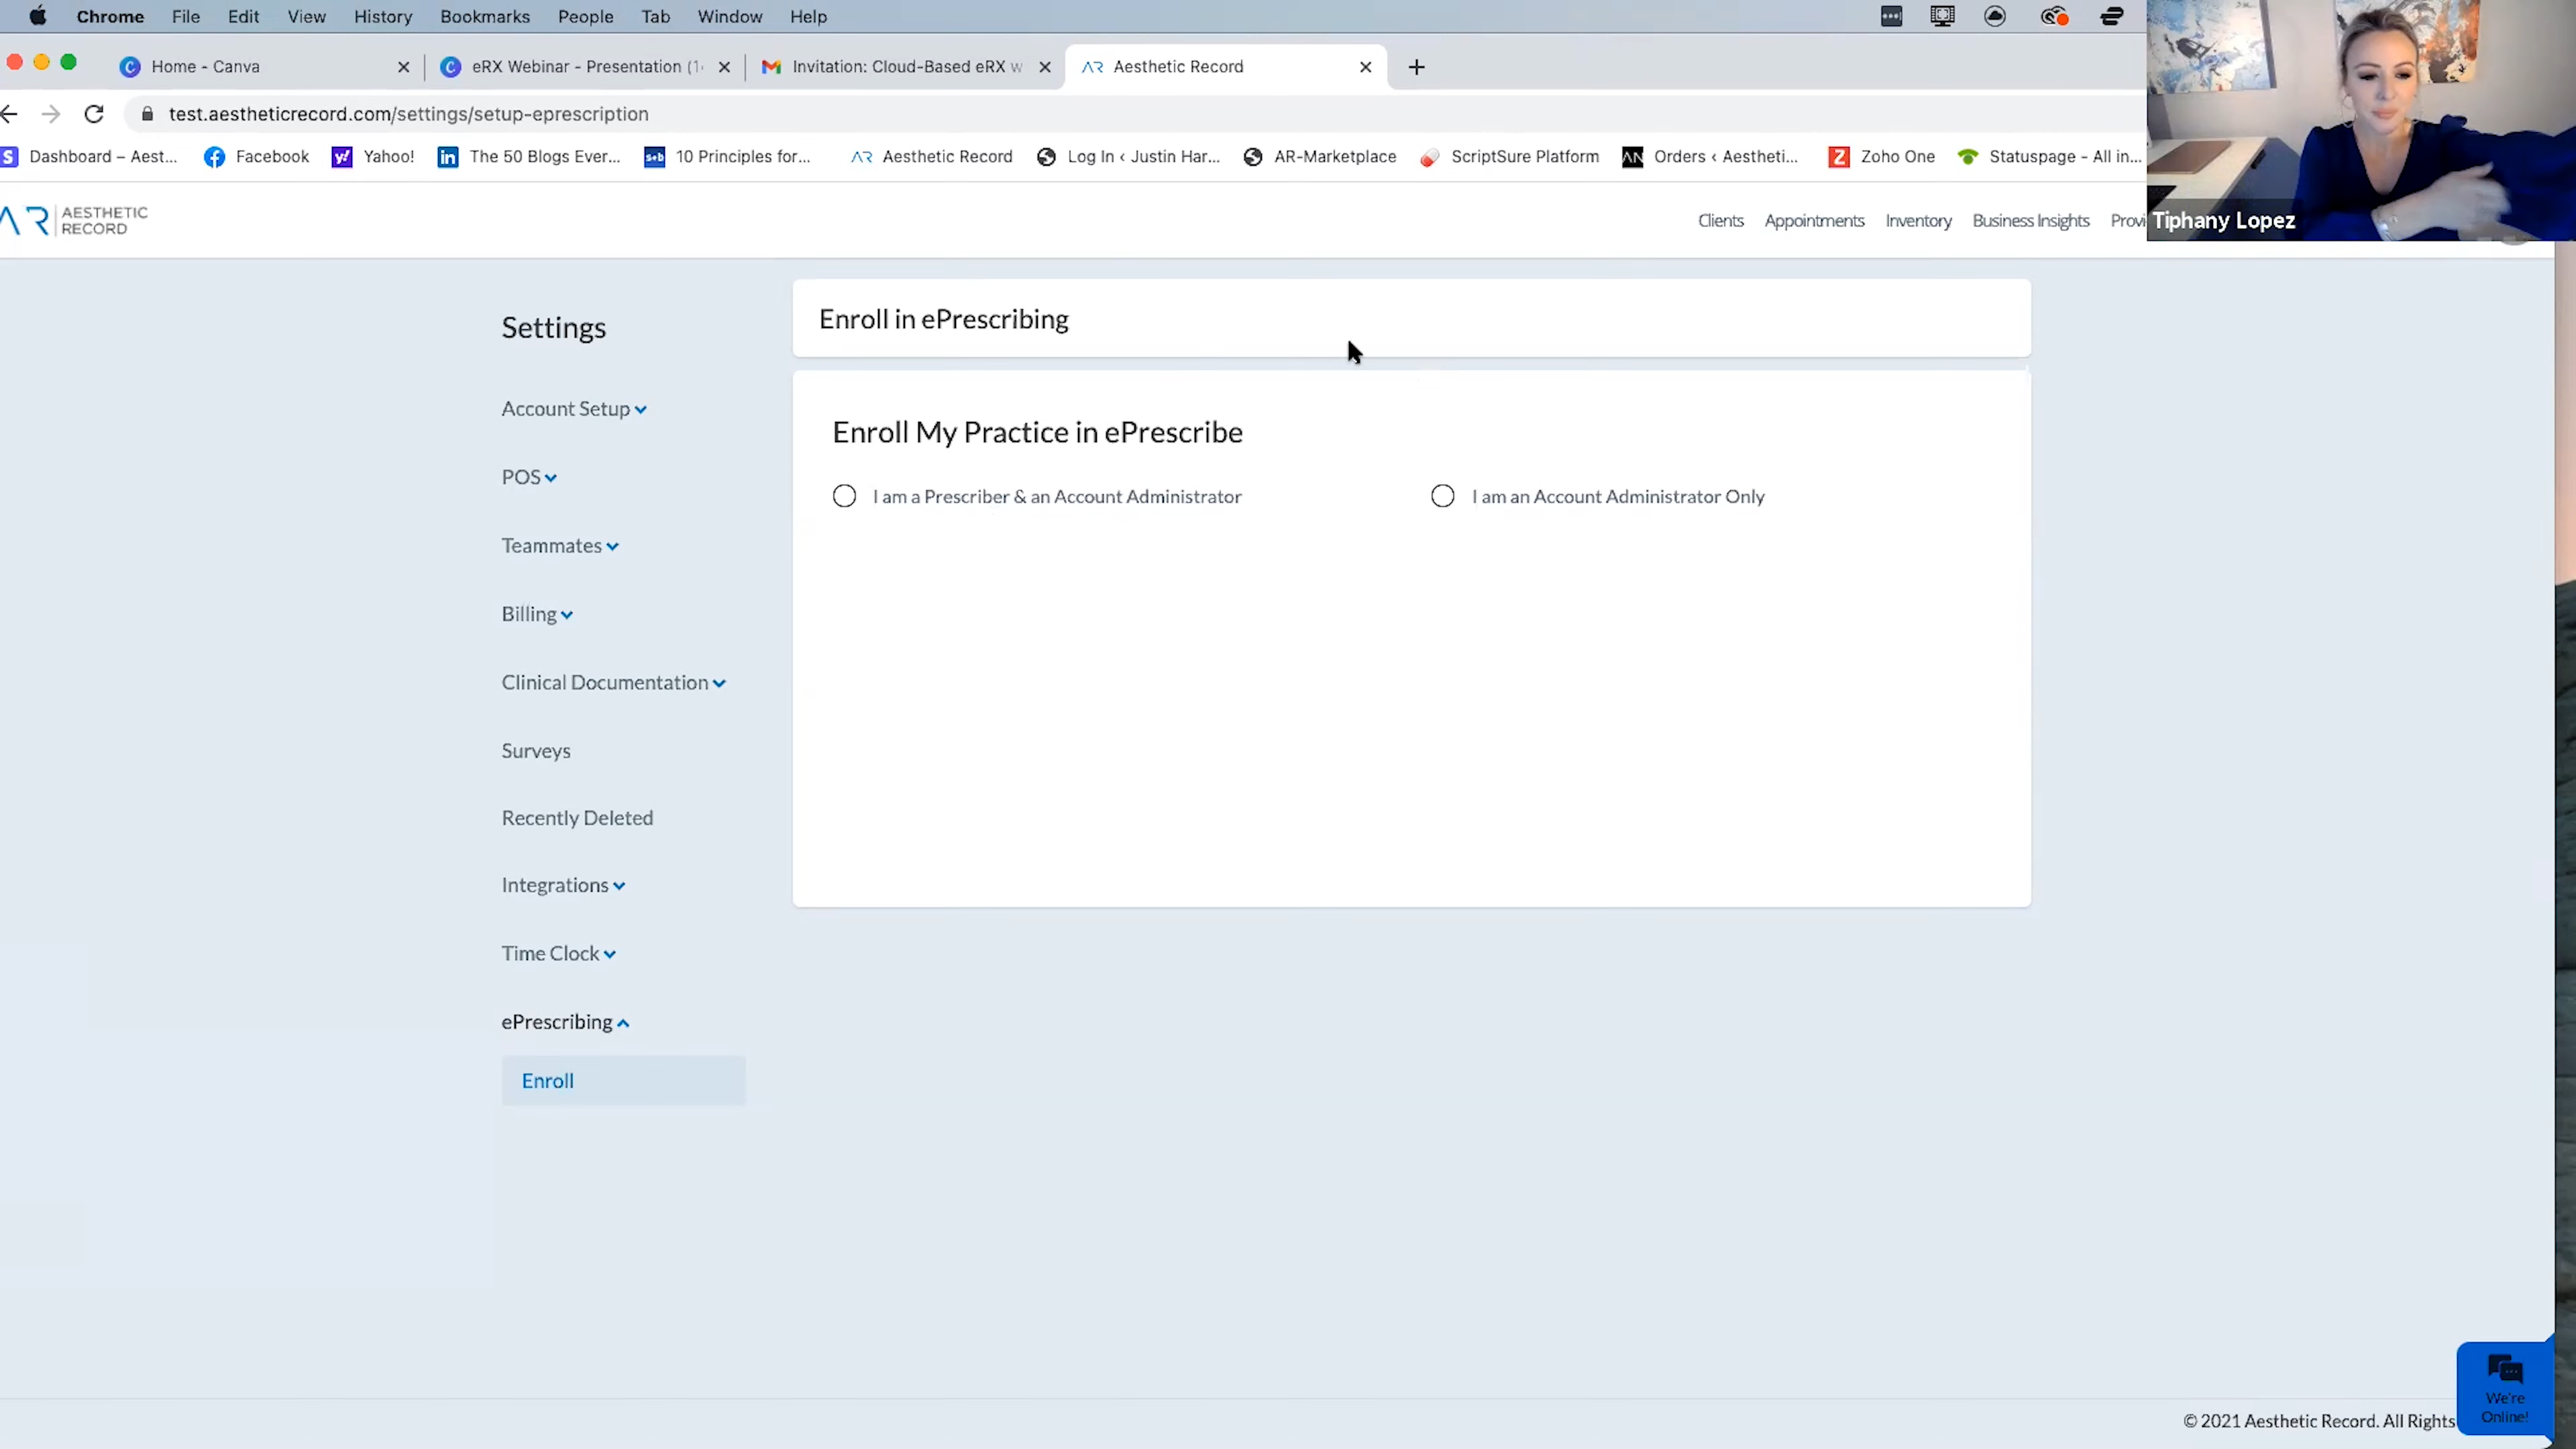 Chrome File Edit View History Bookmarks People Tab Window Help
Home - Canva eRX Webinar - Presentation (1 Invitation: Cloud-Based eRX w Aesthetic Record
test.aestheticrecord.com/settings/setup-eprescription
Dashboard – Aest... Facebook Yahoo! The 50 Blogs Ever... 10 Principles for... Aesthetic Record Log In ‹ Justin Har... AR-Marketplace ScriptSure Platform Orders ‹ Aestheti... Zoho One Statuspage - All in...
AR AESTHETIC
RECORD
Clients Appointments Inventory Business Insights Provi
Tiphany Lopez
Settings
Account Setup
POS
Teammates
Billing
Clinical Documentation
Surveys
Recently Deleted
Integrations
Time Clock
ePrescribing
Enroll
Enroll in ePrescribing
Enroll My Practice in ePrescribe
I am a Prescriber & an Account Administrator
I am an Account Administrator Only
We're
Online!
© 2021 Aesthetic Record. All Rights